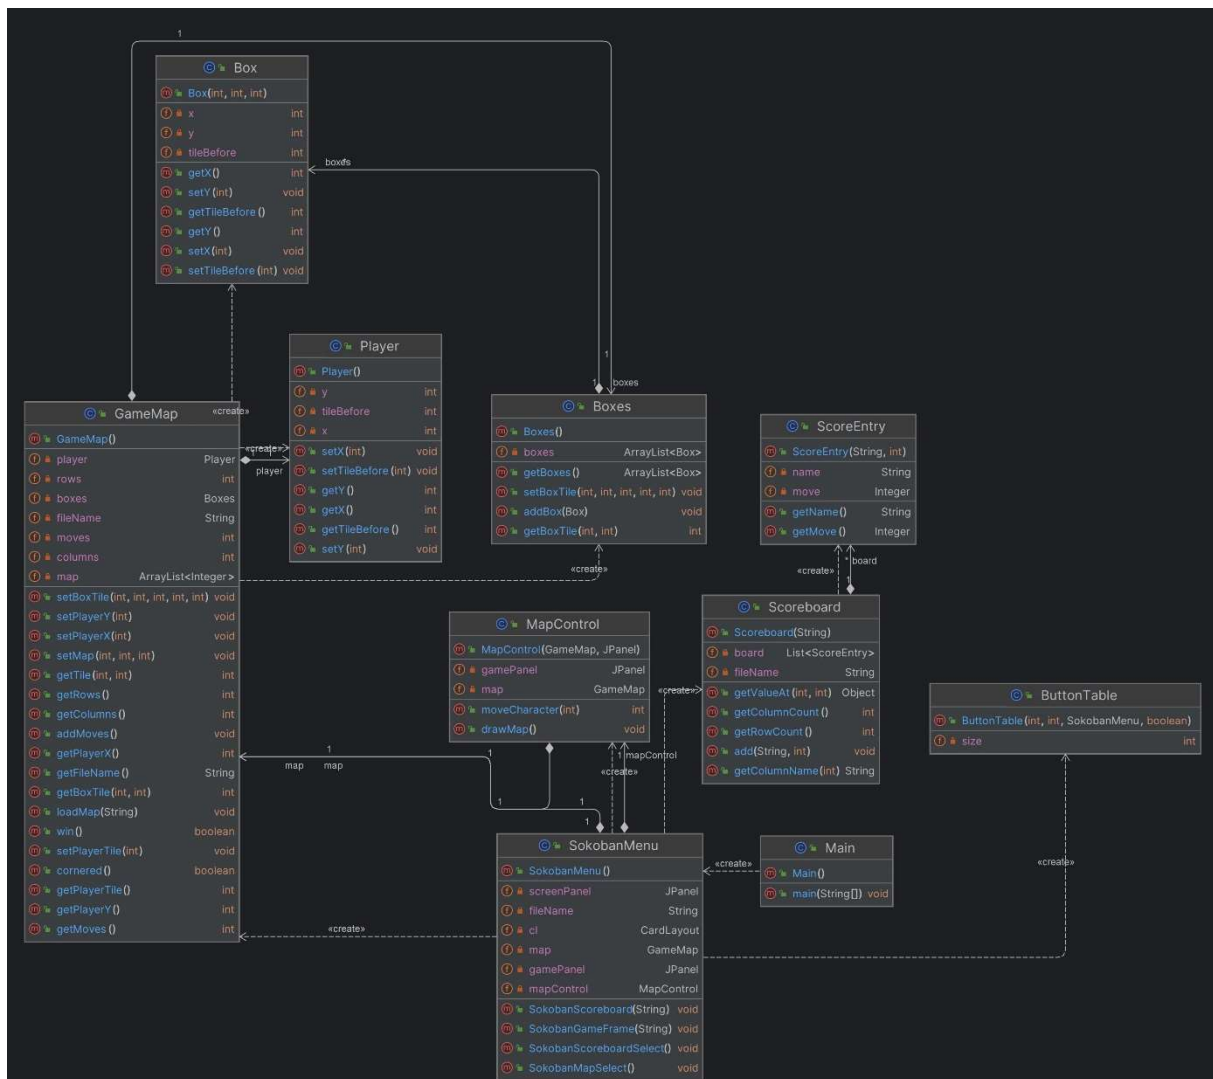 1
Box
Box(int, int, int)
x int
y int
tileBefore int
getX() int
setY(int) void
getTileBefore() int
getY() int
setX(int) void
setTileBefore(int) void
boxes
1
1
boxes
«create»
Player
Player()
y int
tileBefore int
x int
setX(int) void
setTileBefore(int) void
getY() int
getX() int
getTileBefore() int
setY(int) void
«create»
1 1
player
GameMap
GameMap()
player Player
rows int
boxes Boxes
fileName String
moves int
columns int
map ArrayList<Integer>
setBoxTile(int, int, int, int, int) void
setPlayerY(int) void
setPlayerX(int) void
setMap(int, int, int) void
getTile(int, int) int
getRows() int
getColumns() int
addMoves() void
getPlayerX() int
getFileName() String
getBoxTile(int, int) int
loadMap(String) void
win() boolean
setPlayerTile(int) void
cornered() boolean
getPlayerTile() int
getPlayerY() int
getMoves() int
Boxes
Boxes()
boxes ArrayList<Box>
getBoxes() ArrayList<Box>
setBoxTile(int, int, int, int, int) void
addBox(Box) void
getBoxTile(int, int) int
«create»
ScoreEntry
ScoreEntry(String, int)
name String
move Integer
getName() String
getMove() Integer
«create»
* board
1
Scoreboard
Scoreboard(String)
board List<ScoreEntry>
fileName String
getValueAt(int, int) Object
getColumnCount() int
getRowCount() int
add(String, int) void
getColumnName(int) String
MapControl
MapControl(GameMap, JPanel)
gamePanel JPanel
map GameMap
moveCharacter(int) int
drawMap() void
«create»
1 1
map map
1 mapControl
«create»
1 1
1
ButtonTable
ButtonTable(int, int, SokobanMenu, boolean)
size int
SokobanMenu
SokobanMenu()
screenPanel JPanel
fileName String
cl CardLayout
map GameMap
gamePanel JPanel
mapControl MapControl
SokobanScoreboard(String) void
SokobanGameFrame(String) void
SokobanScoreboardSelect() void
SokobanMapSelect() void
«create»
Main
Main()
main(String[]) void
«create»
«create»